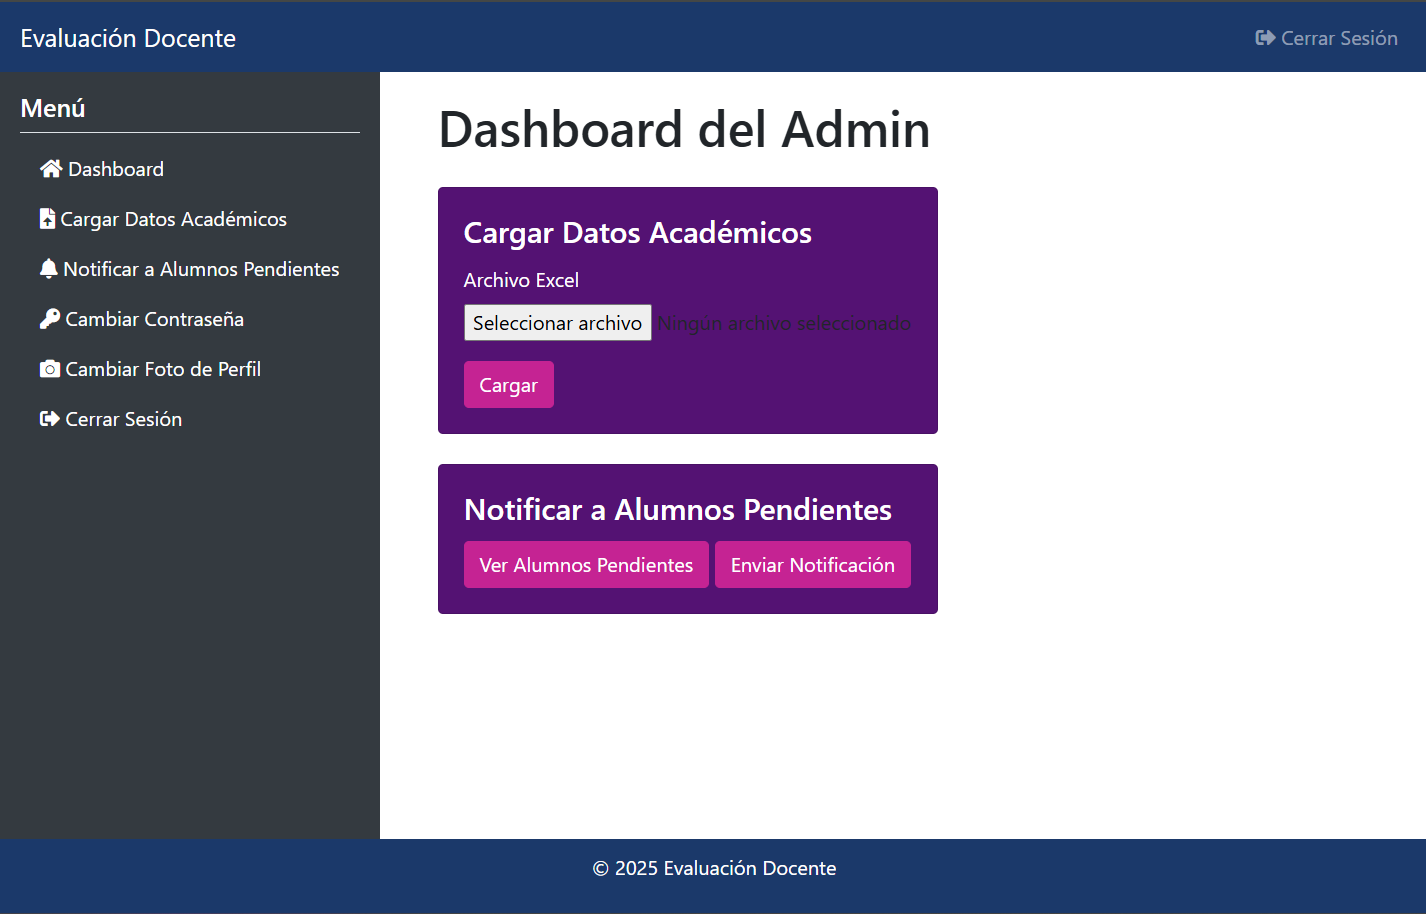 Evaluación Docente
Cerrar Sesión
Menú
Dashboard
Cargar Datos Académicos
Notificar a Alumnos Pendientes
Cambiar Contraseña
Cambiar Foto de Perfil
Cerrar Sesión
Dashboard del Admin
Cargar Datos Académicos
Archivo Excel
Seleccionar archivo Ningún archivo seleccionado
Cargar
Notificar a Alumnos Pendientes
Ver Alumnos Pendientes Enviar Notificación
© 2025 Evaluación Docente